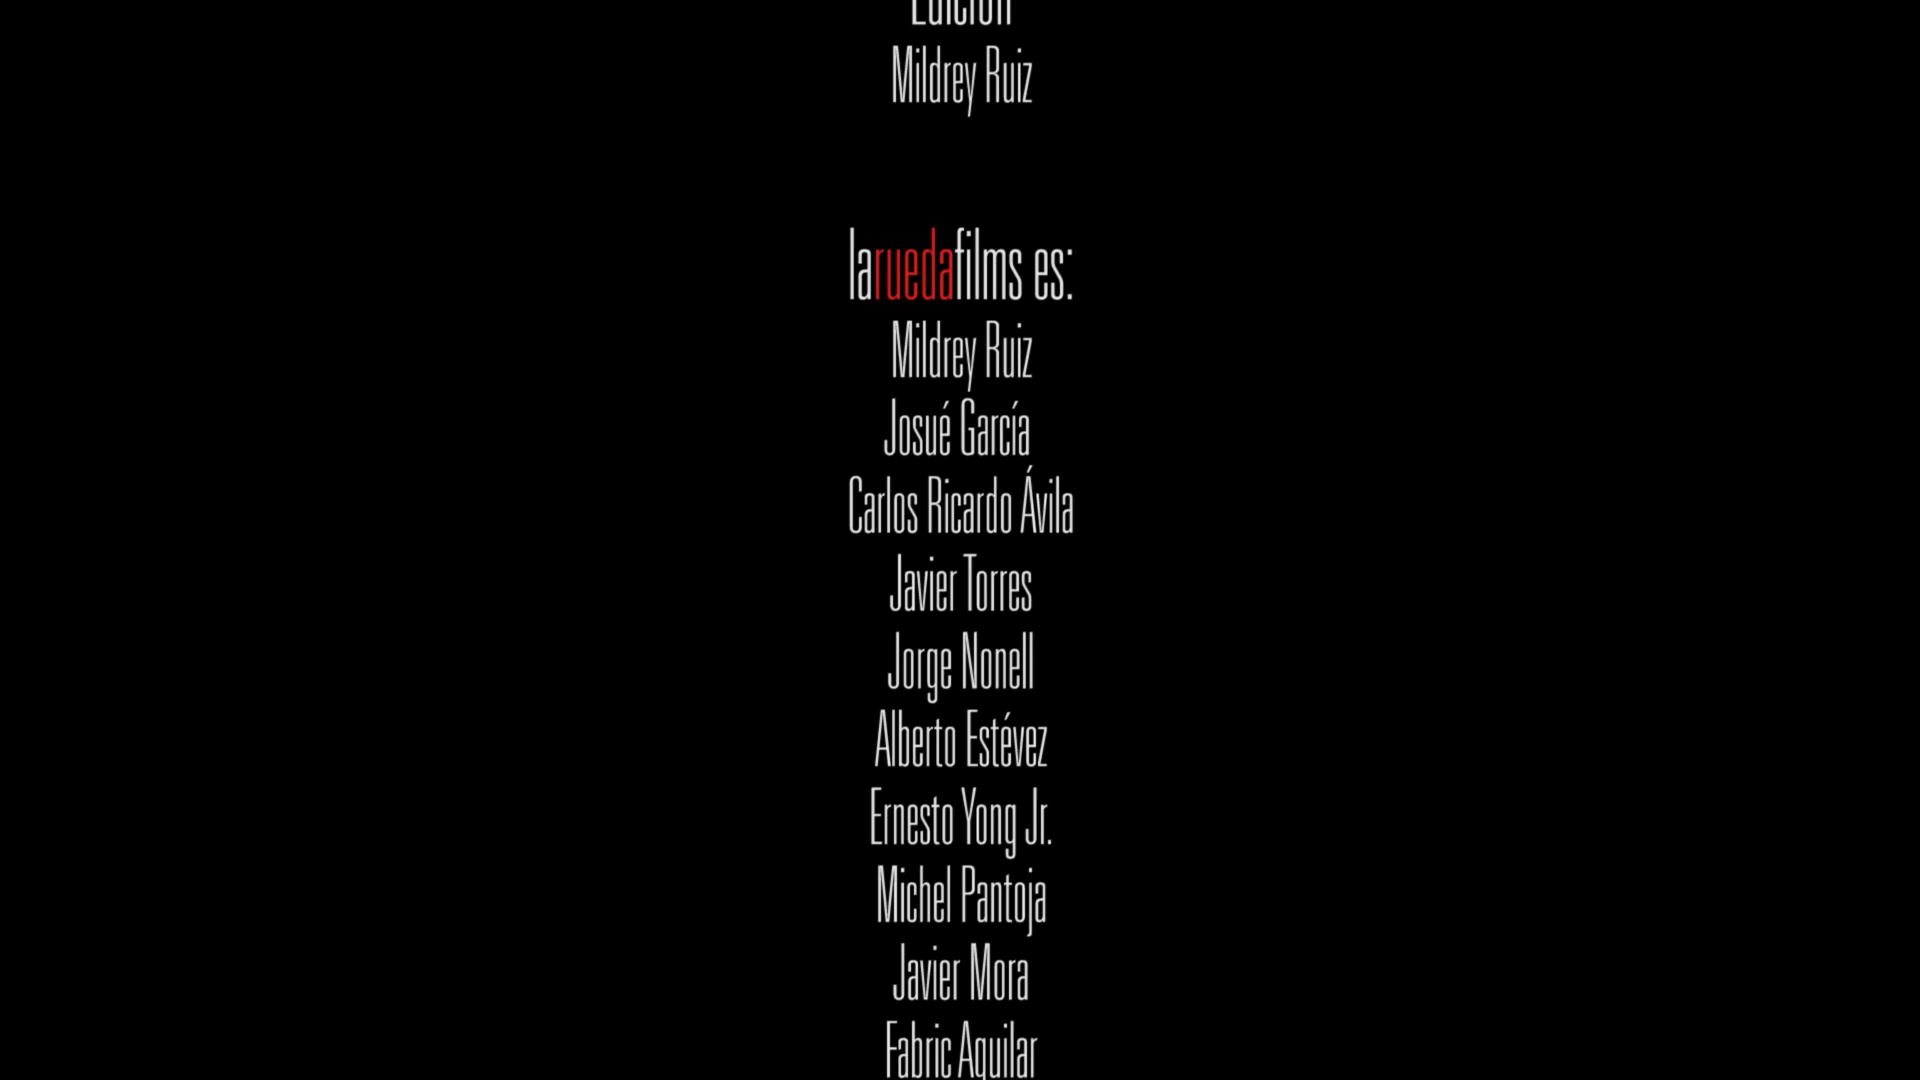 Edición
Mildrey Ruiz
laruedafilms es:
Mildrey Ruiz
Josué García
Carlos Ricardo Ávila
Javier Torres
Jorge Nonell
Alberto Estévez
Ernesto Yong Jr.
Michel Pantoja
Javier Mora
Fabric Aguilar